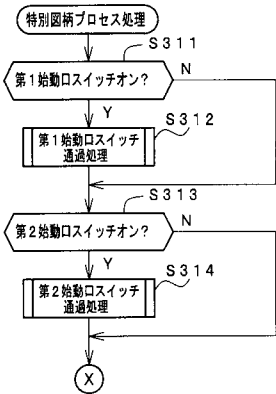 特別図柄プロセス処理
S311
第1始動口スイッチオン?
N
Y
S312
第1始動口スイッチ
通過処理
S313
第2始動口スイッチオン?
N
Y
S314
第2始動口スイッチ
通過処理
X